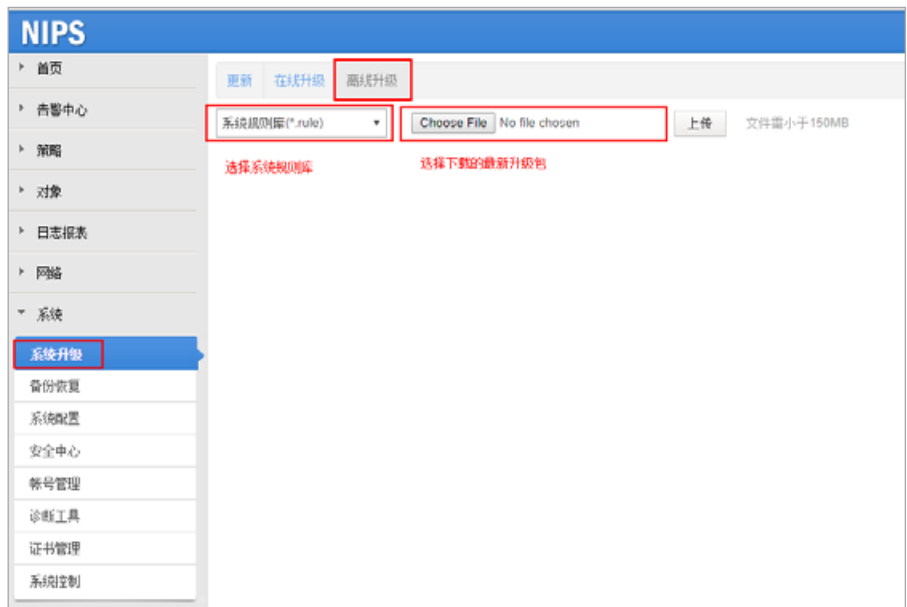 NIPS
首页
告警中心
策略
对象
日志报表
网络
系统
系统升级
备份恢复
系统配置
安全中心
帐号管理
诊断工具
证书管理
系统控制
更新 在线升级 离线升级
系统规则库(*.rule) Choose File No file chosen 上传 文件需小于150MB
选择系统规则库 选择下载的最新升级包